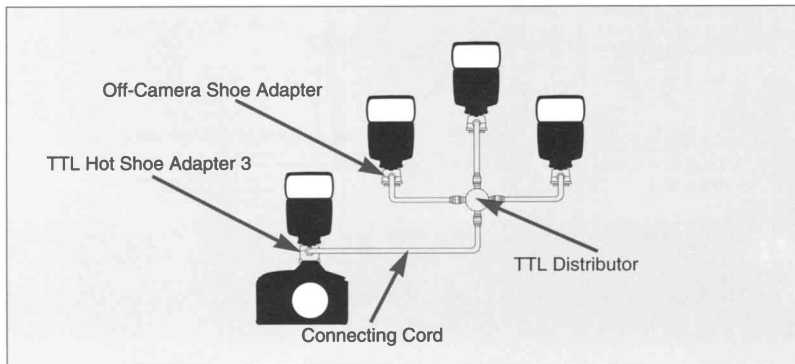 Off-Camera Shoe Adapter
TTL Hot Shoe Adapter 3
TTL Distributor
Connecting Cord